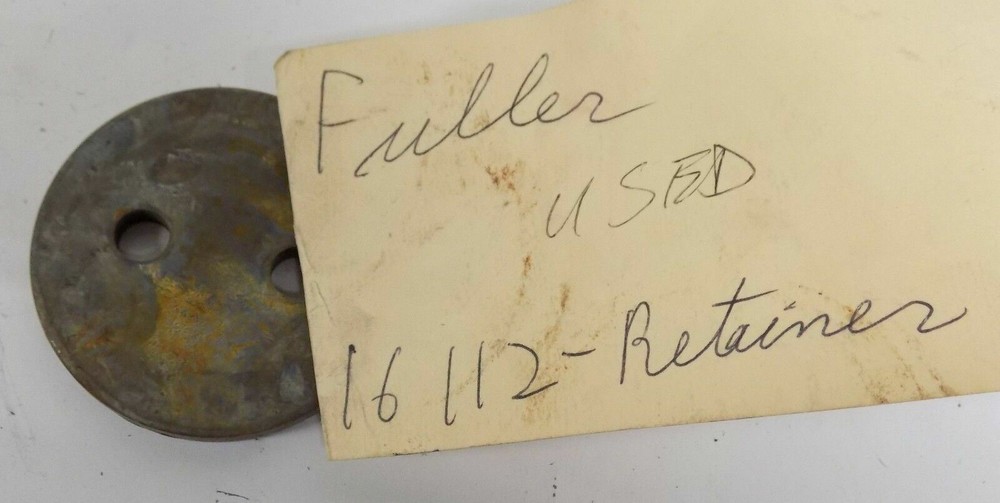 Fuller
USED
16112-Retainer